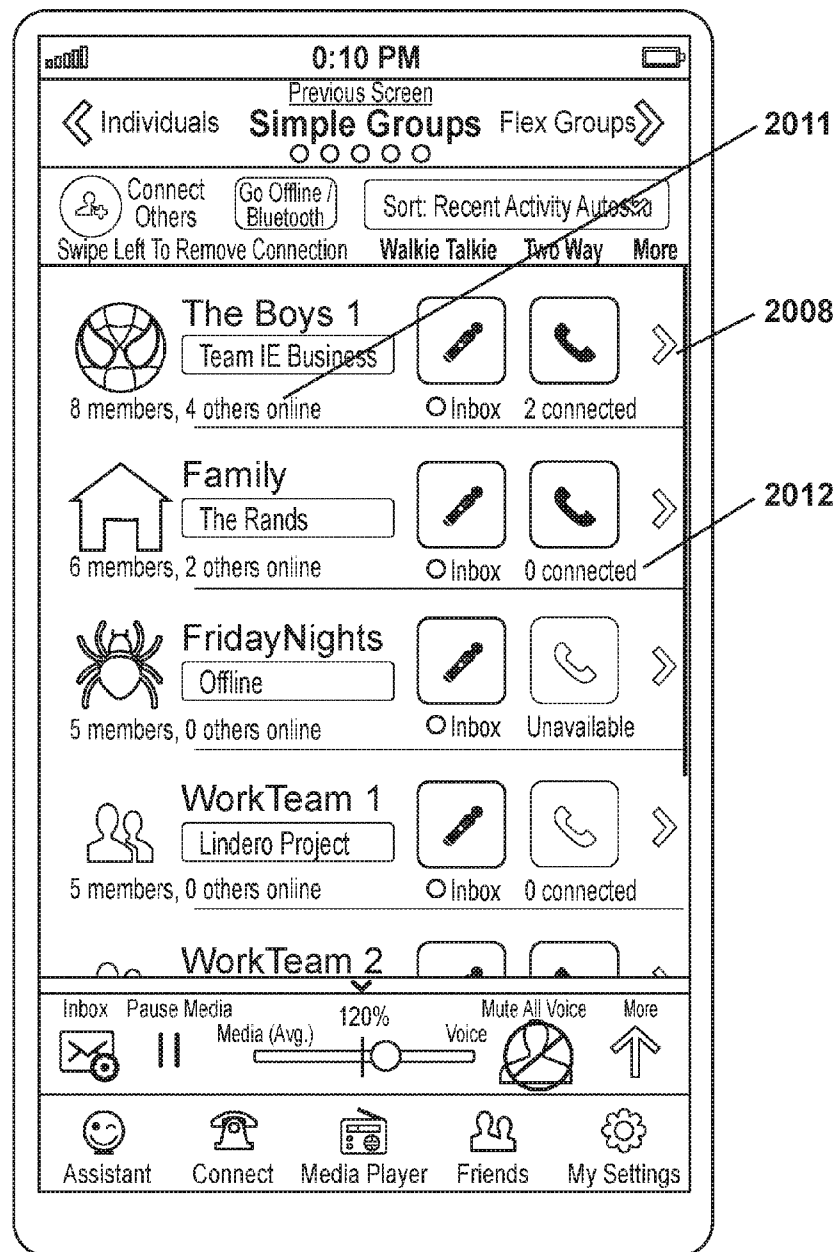 0:10 PM
Previous Screen
Individuals Simple Groups Flex Groups
2011
Connect Others
Go Offline / Bluetooth
Sort: Recent Activity
Swipe Left To Remove Connection Walkie Talkie Two Way More
The Boys 1
2008
Team IE Business
8 members, 4 others online Inbox 2 connected
Family
2012
The Rands
6 members, 2 others online Inbox 0 connected
FridayNights
Offline
5 members, 0 others online Inbox Unavailable
WorkTeam 1
Lindero Project
5 members, 0 others online Inbox 0 connected
WorkTeam 2
Inbox Pause Media 120% Mute All Voice More
Media (Avg.) Voice
Assistant Connect Media Player Friends My Settings